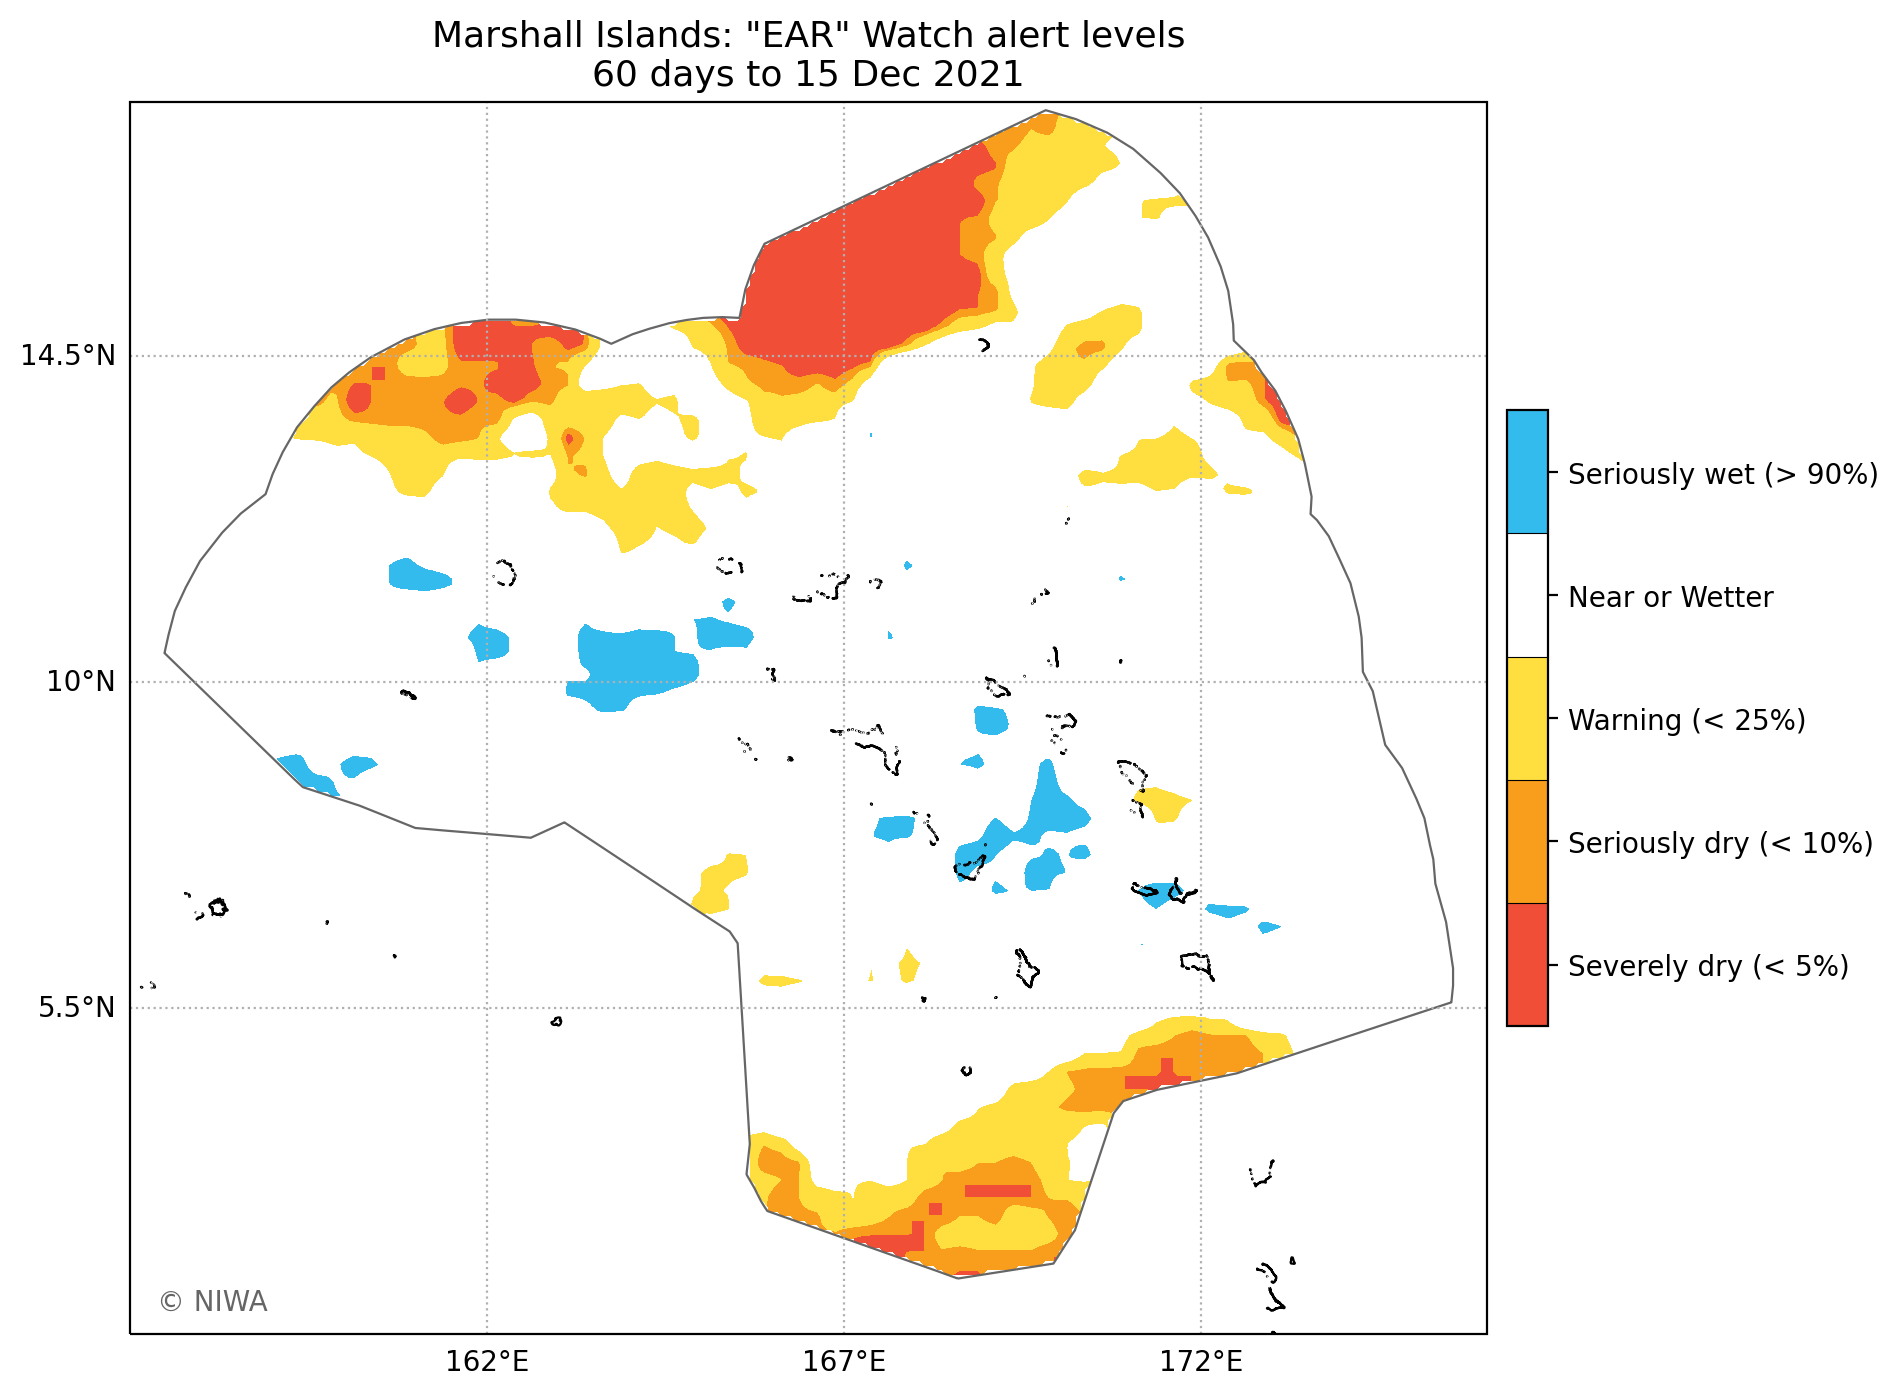 Marshall Islands: "EAR" Watch alert levels
60 days to 15 Dec 2021
14.5°N
10°N
5.5°N
162°E
167°E
172°E
Seriously wet (> 90%)
Near or Wetter
Warning (< 25%)
Seriously dry (< 10%)
Severely dry (< 5%)
© NIWA